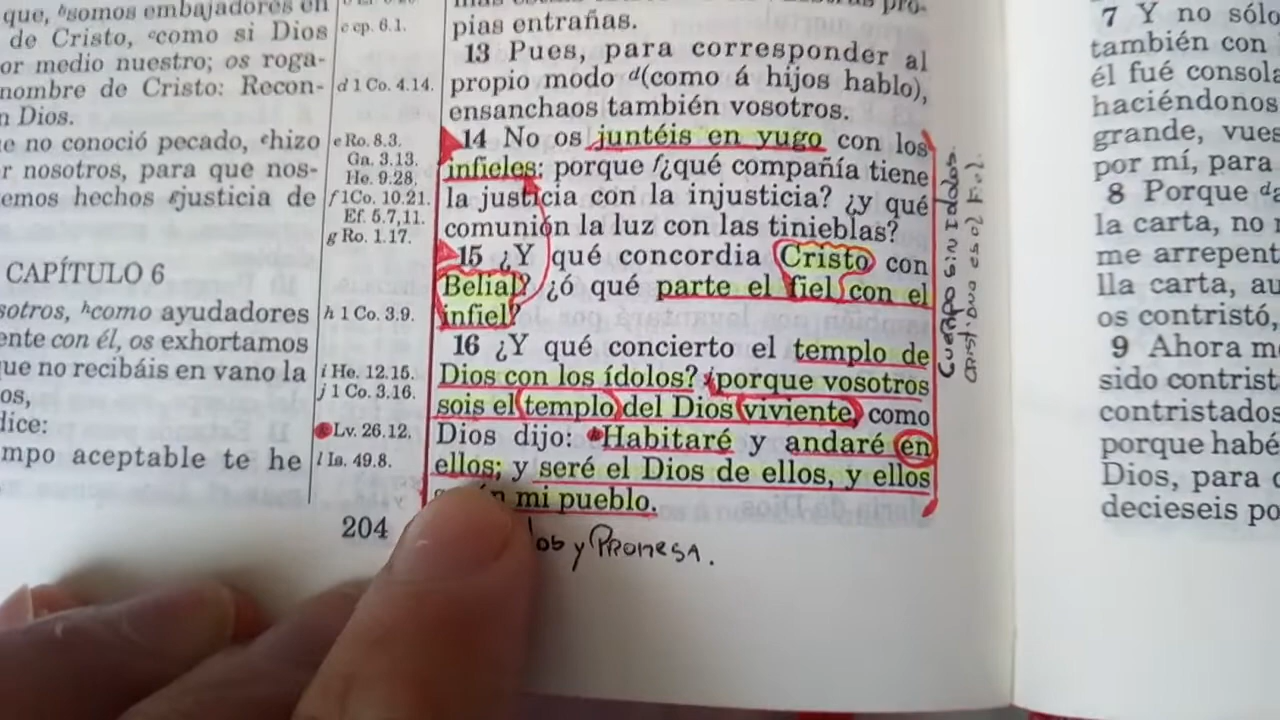 que, ᵇsomos embajadores en
de Cristo, ᶜcomo si Dios
or medio nuestro; os roga-
nombre de Cristo: Recon-
n Dios.
e no conoció pecado, ᵉhizo
r nosotros, para que nos-
emos hechos ᵍjusticia de
CAPÍTULO 6
sotros, ʰcomo ayudadores
ente con él, os exhortamos
que no recibáis en vano la
os,
dice:
mpo aceptable te he
c cp. 6.1.
d 1 Co. 4.14.
e Ro. 8.3.
Ga. 3.13.
He. 9.28.
f 1Co. 10.21.
Ef. 5.7,11.
g Ro. 1.17.
h 1 Co. 3.9.
i He. 12.15.
j 1 Co. 3.16.
k Lv. 26.12.
l Is. 49.8.
204
pias entrañas.
13 Pues, para corresponder al
propio modo ᵈ(como á hijos hablo),
ensanchaos también vosotros.
14 No os juntéis en yugo con los
infieles: porque ᶠ¿qué compañía tiene
la justicia con la injusticia? ¿y qué
comunión la luz con las tinieblas?
15 ¿Y qué concordia Cristo con
Belial? ¿ó qué parte el fiel con el
infiel?
16 ¿Y qué concierto el templo de
Dios con los ídolos? ʲporque vosotros
sois el templo del Dios viviente, como
Dios dijo: ᵏHabitaré y andaré en
ellos; y seré el Dios de ellos, y ellos
mi pueblo.
y Promesa.
Cuerpo sin Idolos.
7 Y no sólo
también con
él fué consola
haciéndonos
grande, vues
por mí, para
8 Porque
la carta, no
me arrepent
lla carta, au
os contristó,
9 Ahora m
sido contrist
contristados
porque habé
Dios, para
decieseis po